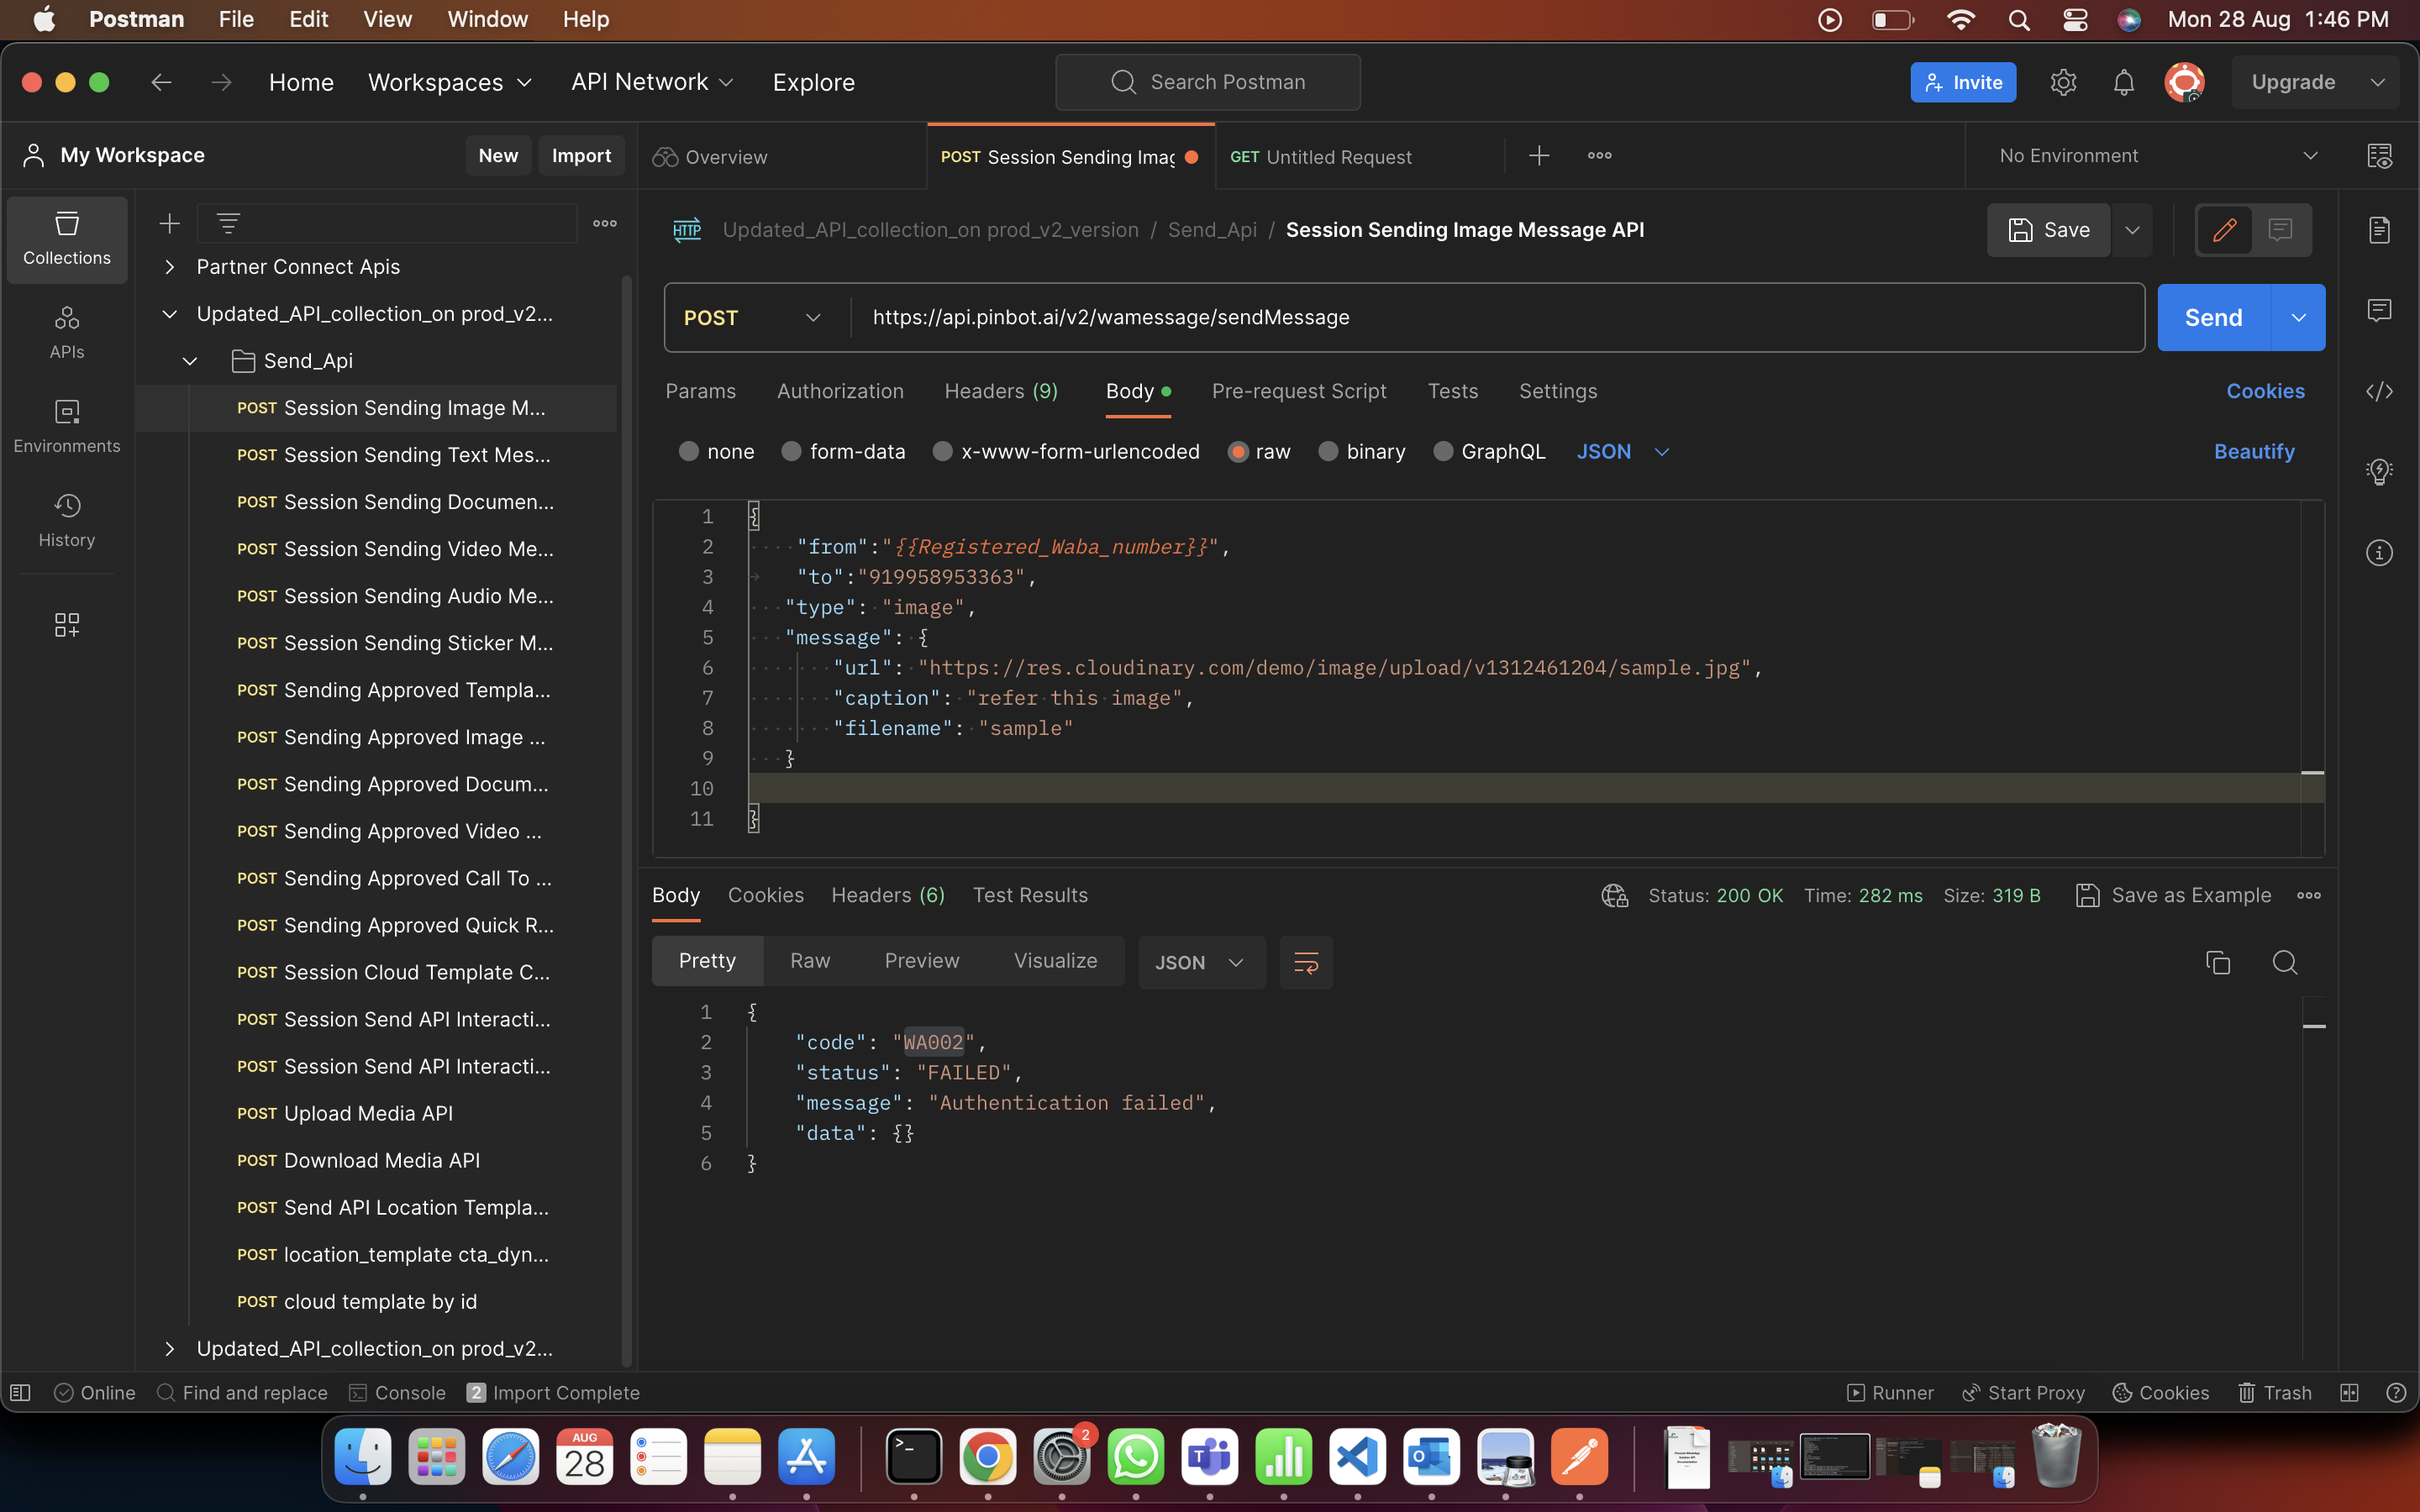 Postman File Edit View Window Help
Mon 28 Aug 1:46 PM
Home Workspaces API Network Explore
Search Postman
Invite
Upgrade
My Workspace
New
Import
Overview
POST Session Sending Imag
GET Untitled Request
No Environment
Collections
APIs
Environments
History
Partner Connect Apis
Updated_API_collection_on prod_v2...
Send_Api
POST Session Sending Image M...
POST Session Sending Text Mes...
POST Session Sending Documen...
POST Session Sending Video Me...
POST Session Sending Audio Me...
POST Session Sending Sticker M...
POST Sending Approved Templa...
POST Sending Approved Image ...
POST Sending Approved Docum...
POST Sending Approved Video ...
POST Sending Approved Call To ...
POST Sending Approved Quick R...
POST Session Cloud Template C...
POST Session Send API Interacti...
POST Session Send API Interacti...
POST Upload Media API
POST Download Media API
POST Send API Location Templa...
POST location_template cta_dyn...
POST cloud template by id
Updated_API_collection_on prod_v2...
HTTP Updated_API_collection_on prod_v2_version / Send_Api / Session Sending Image Message API
Save
POST https://api.pinbot.ai/v2/wamessage/sendMessage
Send
Params Authorization Headers (9) Body Pre-request Script Tests Settings
Cookies
none form-data x-www-form-urlencoded raw binary GraphQL JSON
Beautify
1 {
2 "from":"{{Registered_Waba_number}}",
3 "to":"919958953363",
4 "type": "image",
5 "message": {
6 "url": "https://res.cloudinary.com/demo/image/upload/v1312461204/sample.jpg",
7 "caption": "refer this image",
8 "filename": "sample"
9 }
10
11 }
Body Cookies Headers (6) Test Results
Status: 200 OK Time: 282 ms Size: 319 B Save as Example
Pretty Raw Preview Visualize JSON
1 {
2 "code": "WA002",
3 "status": "FAILED",
4 "message": "Authentication failed",
5 "data": {}
6 }
Online Find and replace Console 2 Import Complete
Runner Start Proxy Cookies Trash
AUG
28
2